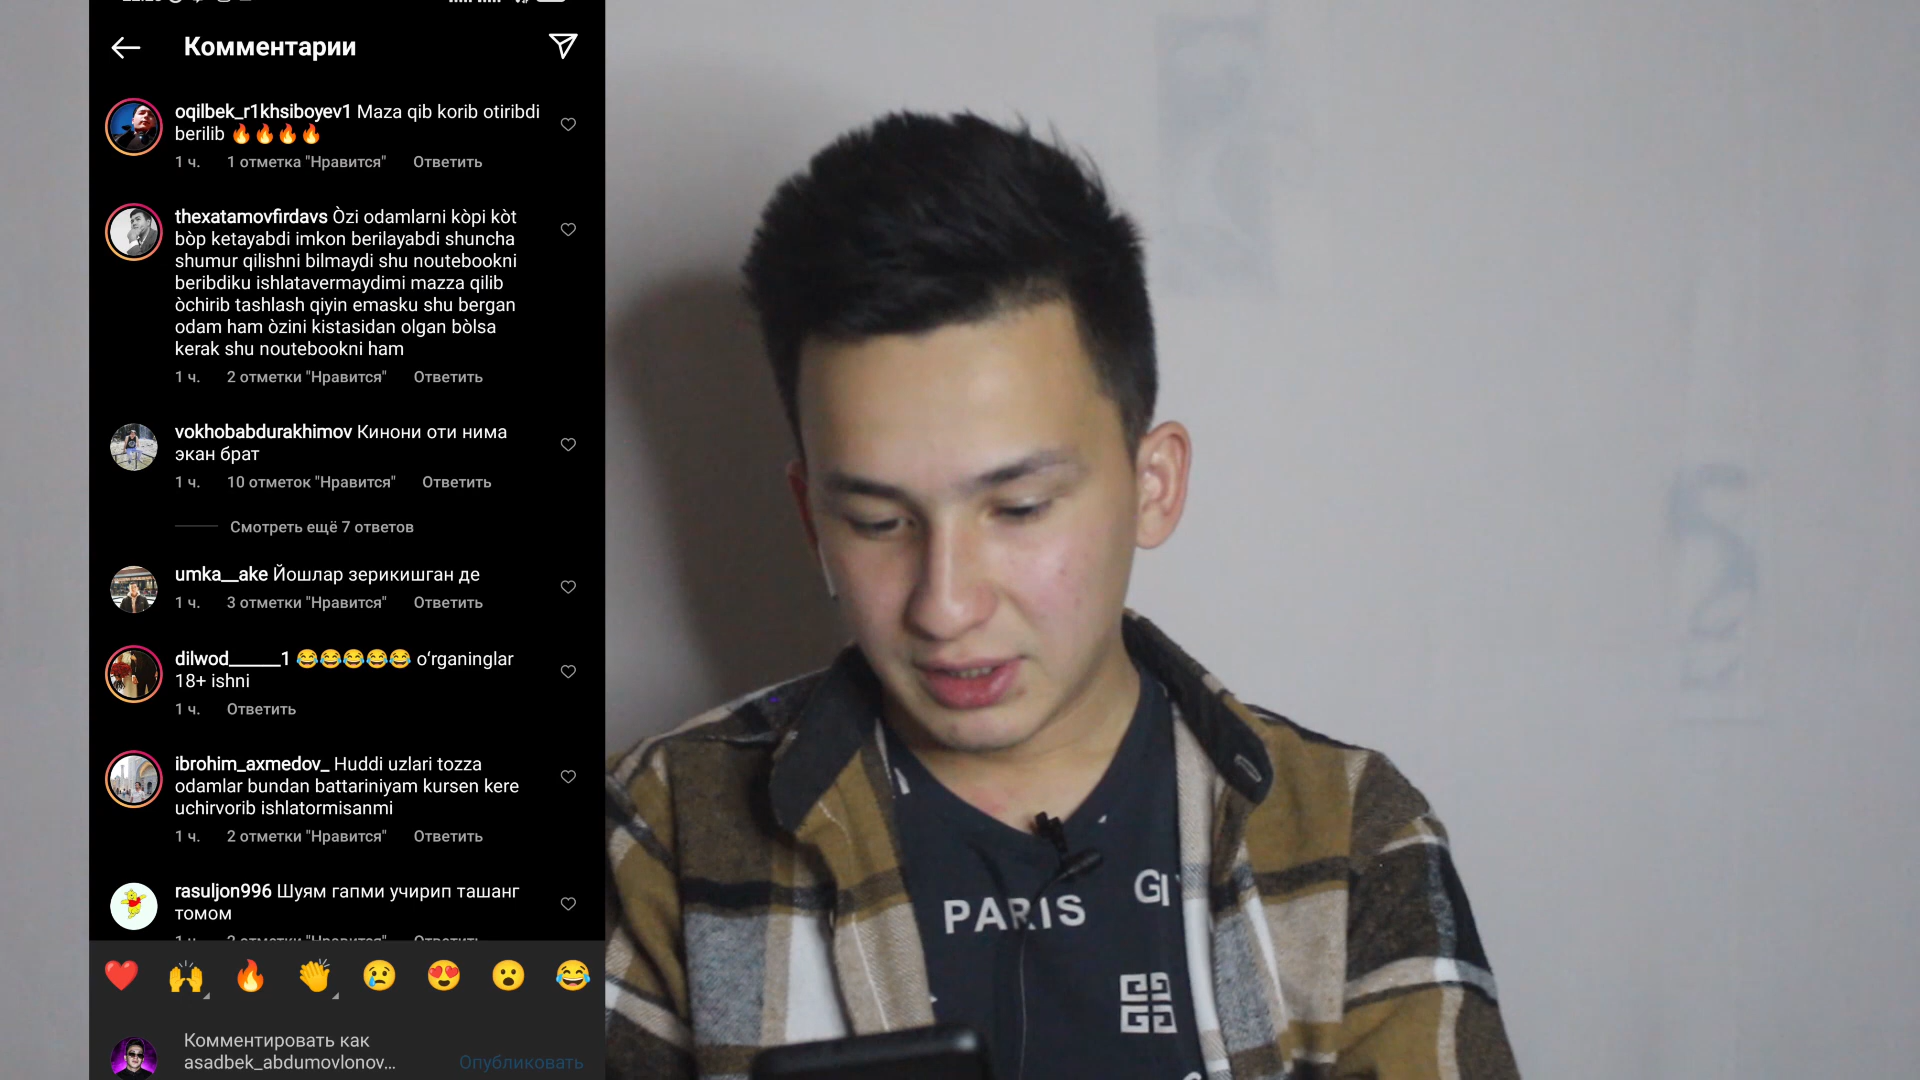 Комментарии
oqilbek_r1khsiboyev1 Maza qib korib otiribdi
berilib 🔥🔥🔥🔥
1 ч. 1 отметка "Нравится" Ответить
thexatamovfirdavs Òzi odamlarni kòpi kòt
bòp ketayabdi imkon berilayabdi shuncha
shumur qilishni bilmaydi shu noutebookni
beribdiku ishlatavermaydimi mazza qilib
òchirib tashlash qiyin emasku shu bergan
odam ham òzini kistasidan olgan bòlsa
kerak shu noutebookni ham
1 ч. 2 отметки "Нравится" Ответить
vokhobabdurakhimov Кинони оти нима
экан брат
1 ч. 10 отметок "Нравится" Ответить
Смотреть ещё 7 ответов
umka__ake Йошлар зерикишган де
1 ч. 3 отметки "Нравится" Ответить
dilwod______1 😂😂😂😂😂 oʻrganinglar
18+ ishni
1 ч. Ответить
ibrohim_axmedov_ Huddi uzlari tozza
odamlar bundan battariniyam kursen kere
uchirvorib ishlatormisanmi
1 ч. 2 отметки "Нравится" Ответить
rasuljon996 Шуям гапми учирип ташанг
томом
❤️ 🙌 🔥 👏 😢 😍 😮 😂
Комментировать как
asadbek_abdumovlonov...
Опубликовать
PARIS
GI